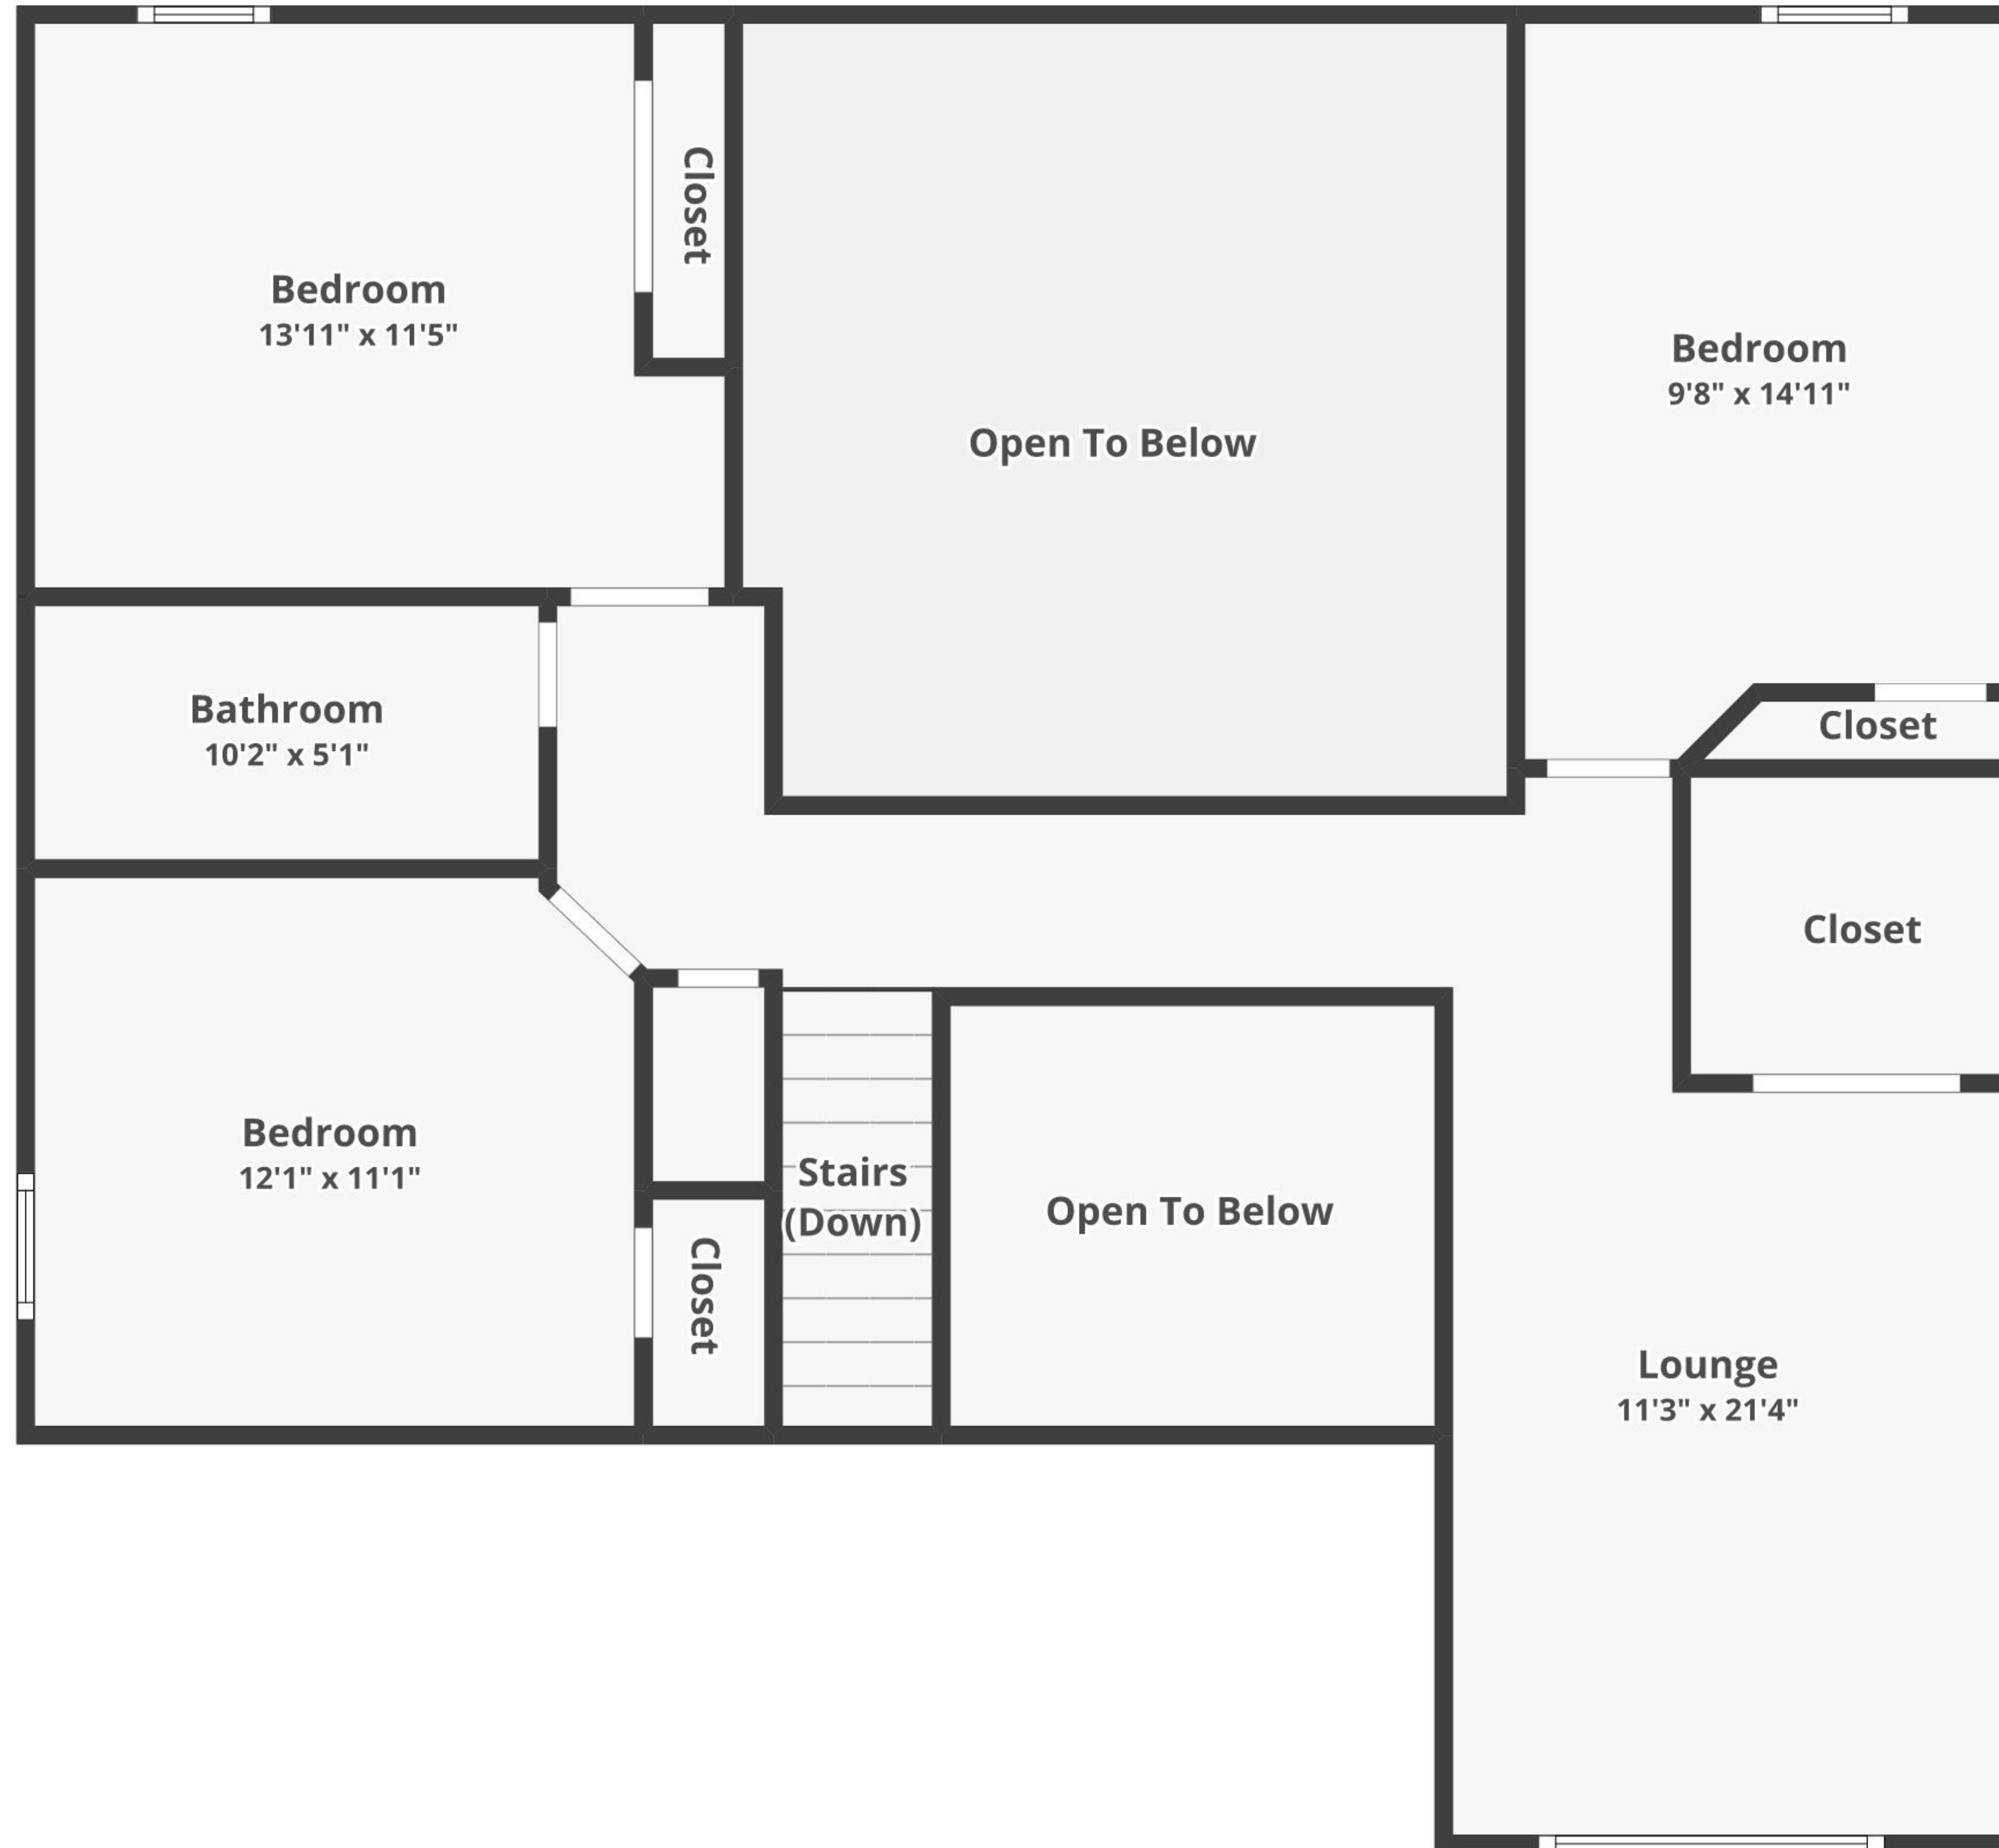 Closet
Bedroom
13'11" x 11'5"
Bedroom
9'8" x 14'11"
Open To Below
Bathroom
10'2" x 5'1"
Closet
Closet
Bedroom
12'1" x 11'1"
Stairs
(Down)
Open To Below
Closet
Lounge
11'3" x 21'4"